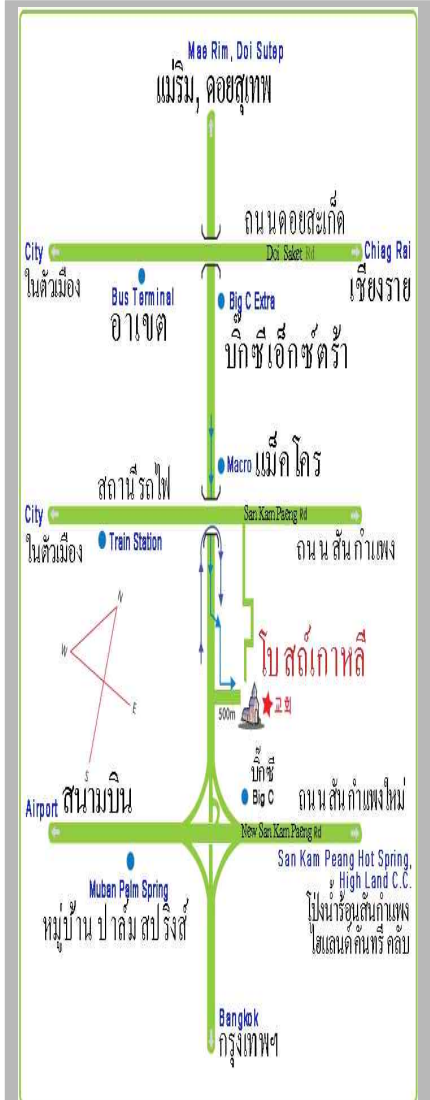 Mae Rim, Doi Sutep
แม่ริม, ดอยสุเทพ
ถนนดอยสะเก็ด
City
Doi Saket Rd
Chiag Rai
ในตัวเมือง
เชียงราย
Bus Tarminal
อาเขต
Big C Extra
บิ๊กซีเอ็กซ์ตร้า
Macro แม็คโคร
สถานีรถไฟ
City
San Kam Paeng Rd
ในตัวเมือง
Train Station
ถนนสันกำแพง
N
W
E
S
โบสถ์เกาหลี
교회
500m
บิ๊กซี
Big C
ถนนสันกำแพงใหม่
Airport
สนามบิน
New San Kam Paeng Rd
San Kam Peang Hot Spring,
High Land C.C.
โป่งน้ำร้อนสันกำแพง
ไฮแลนด์คันทรี่คลับ
Muban Palm Spring
หมู่บ้าน ปาล์ม สปริงส์
Bangkok
กรุงเทพฯ